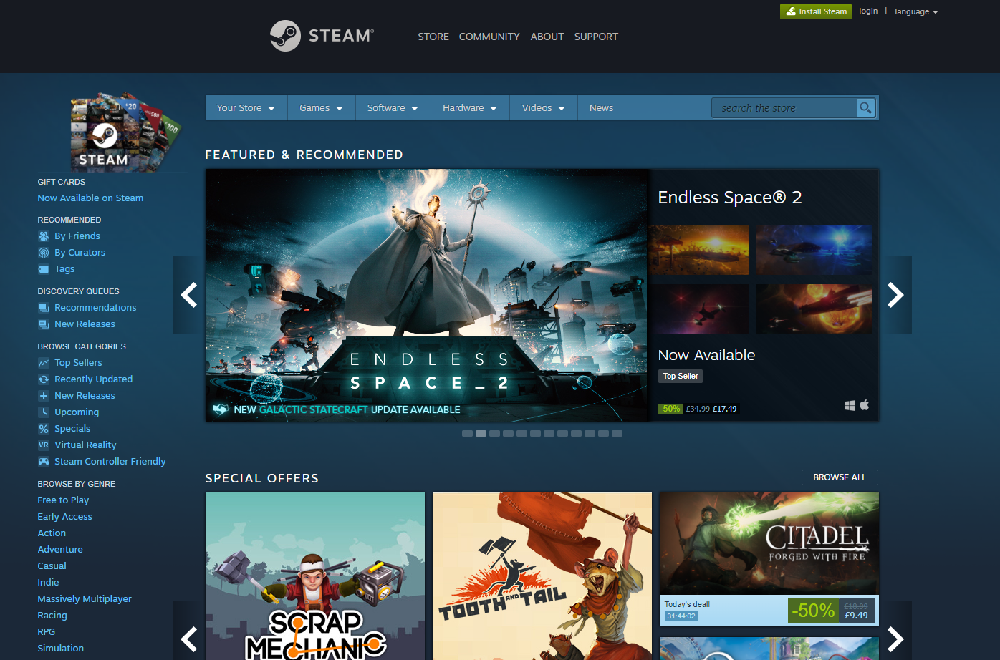 Install Steam
login | language
STEAM®
STORE COMMUNITY ABOUT SUPPORT
$20
100
STEAM
Your Store Games Software Hardware Videos News
search the store
GIFT CARDS
Now Available on Steam
RECOMMENDED
By Friends
By Curators
Tags
DISCOVERY QUEUES
Recommendations
New Releases
BROWSE CATEGORIES
Top Sellers
Recently Updated
New Releases
Upcoming
% Specials
VR Virtual Reality
Steam Controller Friendly
BROWSE BY GENRE
Free to Play
Early Access
Action
Adventure
Casual
Indie
Massively Multiplayer
Racing
RPG
Simulation
FEATURED & RECOMMENDED
ENDLESS
SPACE_2
NEW GALACTIC STATECRAFT UPDATE AVAILABLE
Endless Space® 2
Now Available
Top Seller
-50% £34.99 £17.49
SPECIAL OFFERS
BROWSE ALL
SCRAP
MECHANIC
TOOTH AND TAIL
CITADEL
FORGED WITH FIRE
Today's deal!
31:44:02
-50% £18.99
£9.49